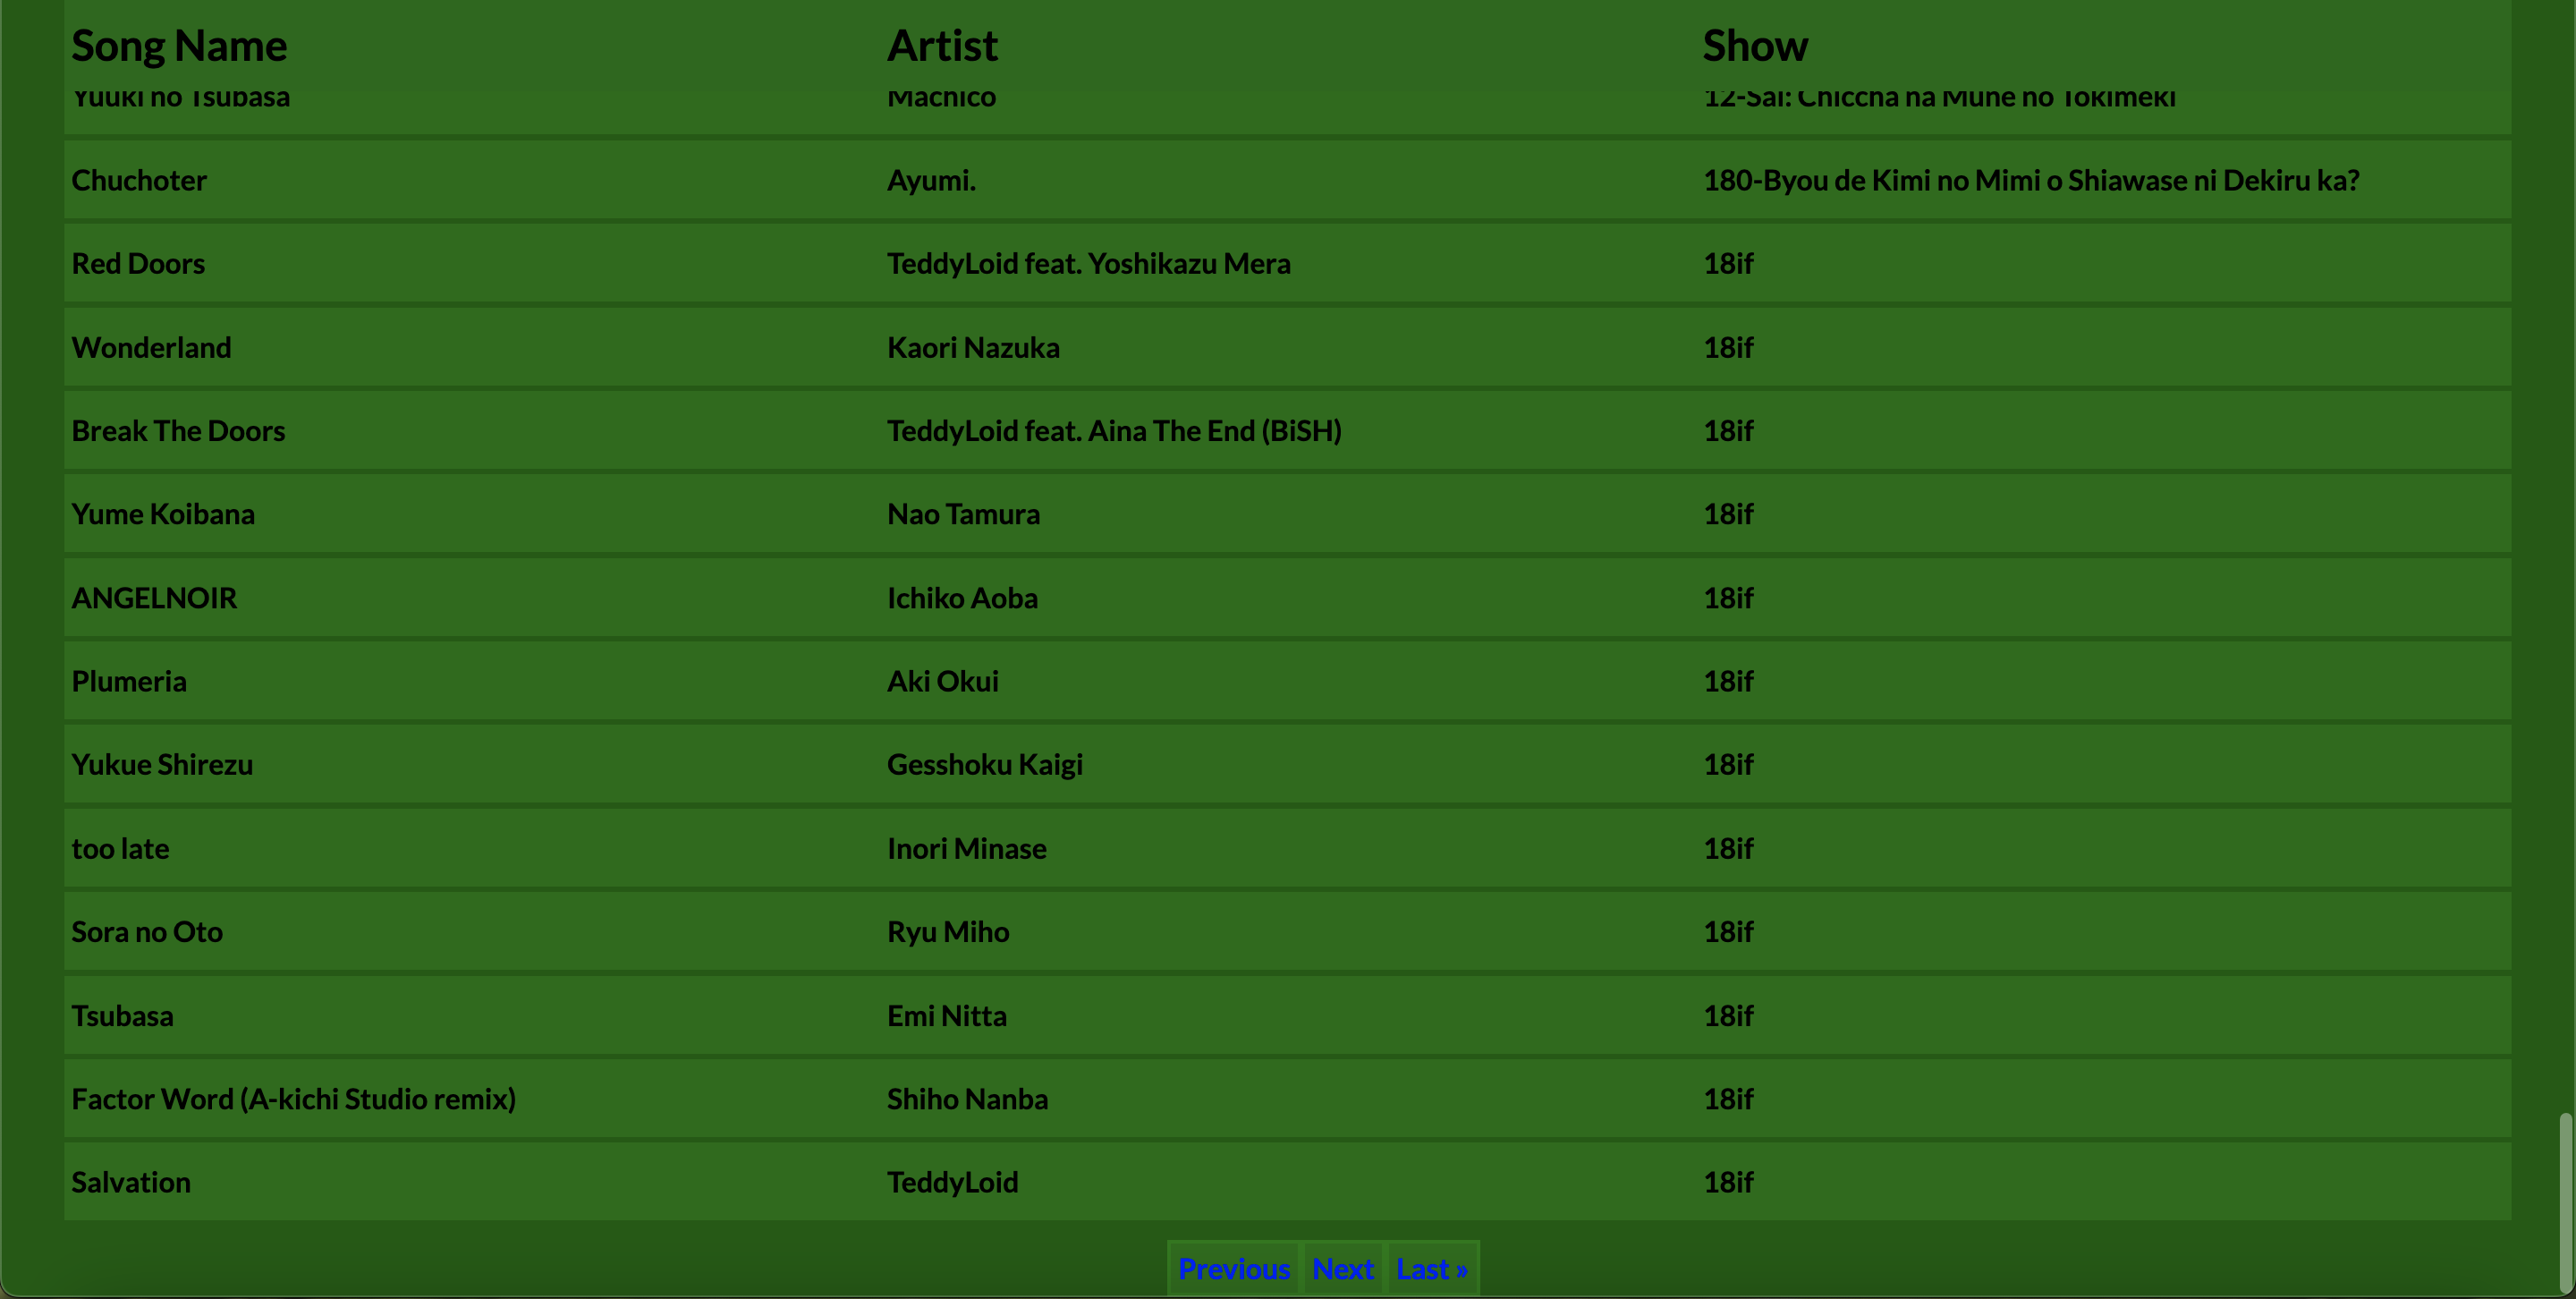 Song Name Artist Show
Yuuki no Tsubasa Machico 12-Sai: Chiccha na Mune no Tokimeki
Chuchoter Ayumi. 180-Byou de Kimi no Mimi o Shiawase ni Dekiru ka?
Red Doors TeddyLoid feat. Yoshikazu Mera 18if
Wonderland Kaori Nazuka 18if
Break The Doors TeddyLoid feat. Aina The End (BiSH) 18if
Yume Koibana Nao Tamura 18if
ANGELNOIR Ichiko Aoba 18if
Plumeria Aki Okui 18if
Yukue Shirezu Gesshoku Kaigi 18if
too late Inori Minase 18if
Sora no Oto Ryu Miho 18if
Tsubasa Emi Nitta 18if
Factor Word (A-kichi Studio remix) Shiho Nanba 18if
Salvation TeddyLoid 18if
Previous Next Last »